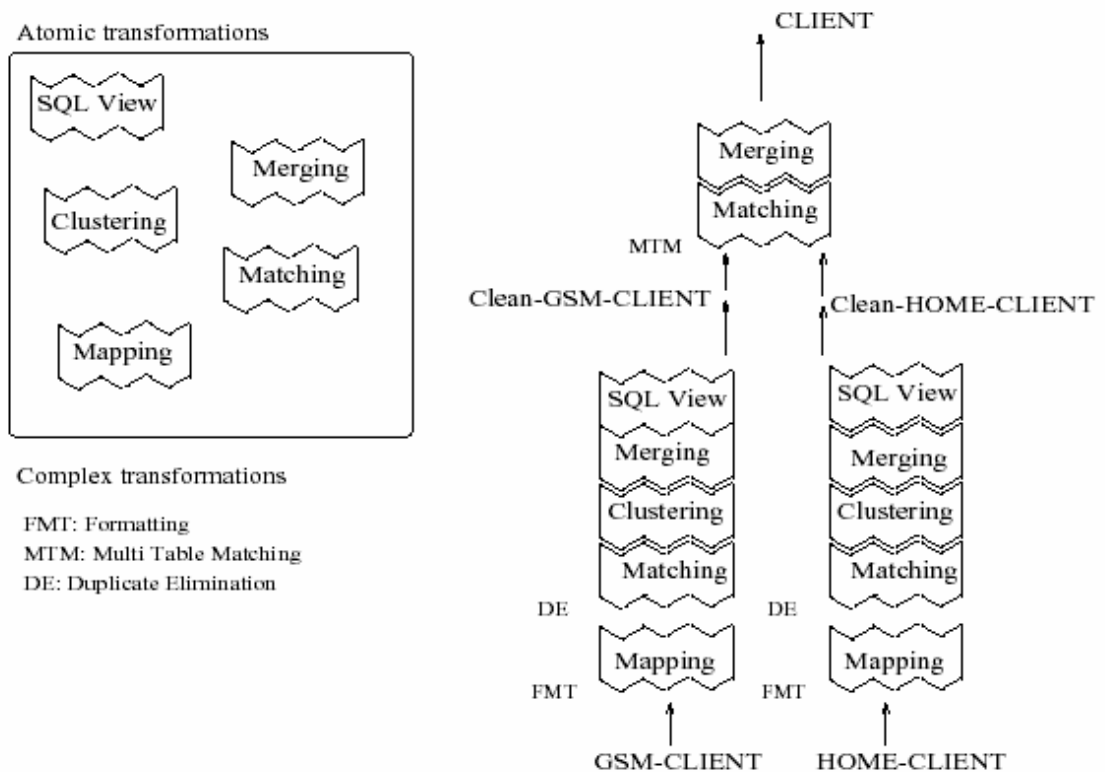 Atomic transformations
SQL View
Merging
Clustering
Matching
Mapping
Complex transformations
FMT: Formatting
MTM: Multi Table Matching
DE: Duplicate Elimination
CLIENT
Merging
Matching
MTM
Clean-GSM-CLIENT
Clean-HOME-CLIENT
SQL View
Merging
Clustering
Matching
DE
Mapping
FMT
GSM-CLIENT
SQL View
Merging
Clustering
Matching
DE
Mapping
FMT
HOME-CLIENT